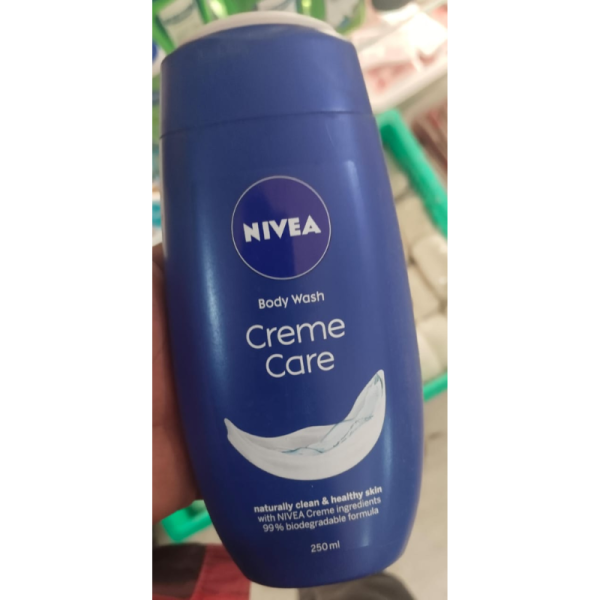 NIVEA
Body Wash
Creme
Care
naturally clean & healthy skin
with NIVEA Creme ingredients
99% biodegradable formula
250 ml